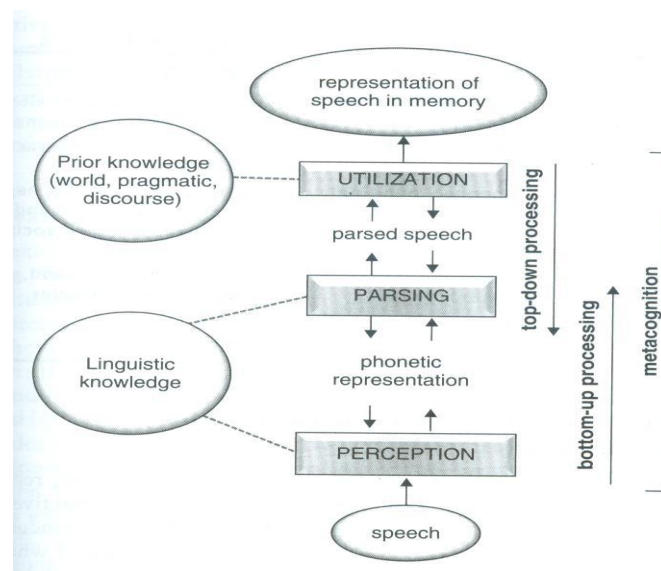 representation of
speech in memory
Prior knowledge
(world, pragmatic,
discourse)
UTILIZATION
parsed speech
PARSING
Linguistic
knowledge
phonetic
representation
PERCEPTION
speech
top-down processing
bottom-up processing
metacognition